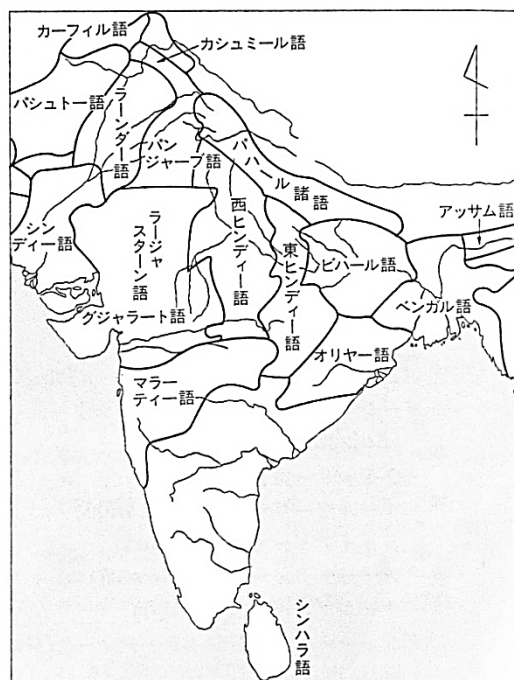 カーフィル語
カシュミール語
パシュトー語
ラーンダー語
パン
ジャーブ語
パハール諸語
シン
ディー語
ラージャ
スターン語
西ヒンディー語
東ヒンディー語
ビハール語
アッサム語
ベンガル語
グジャラート語
オリヤー語
マラー
ティー語
シンハラ語